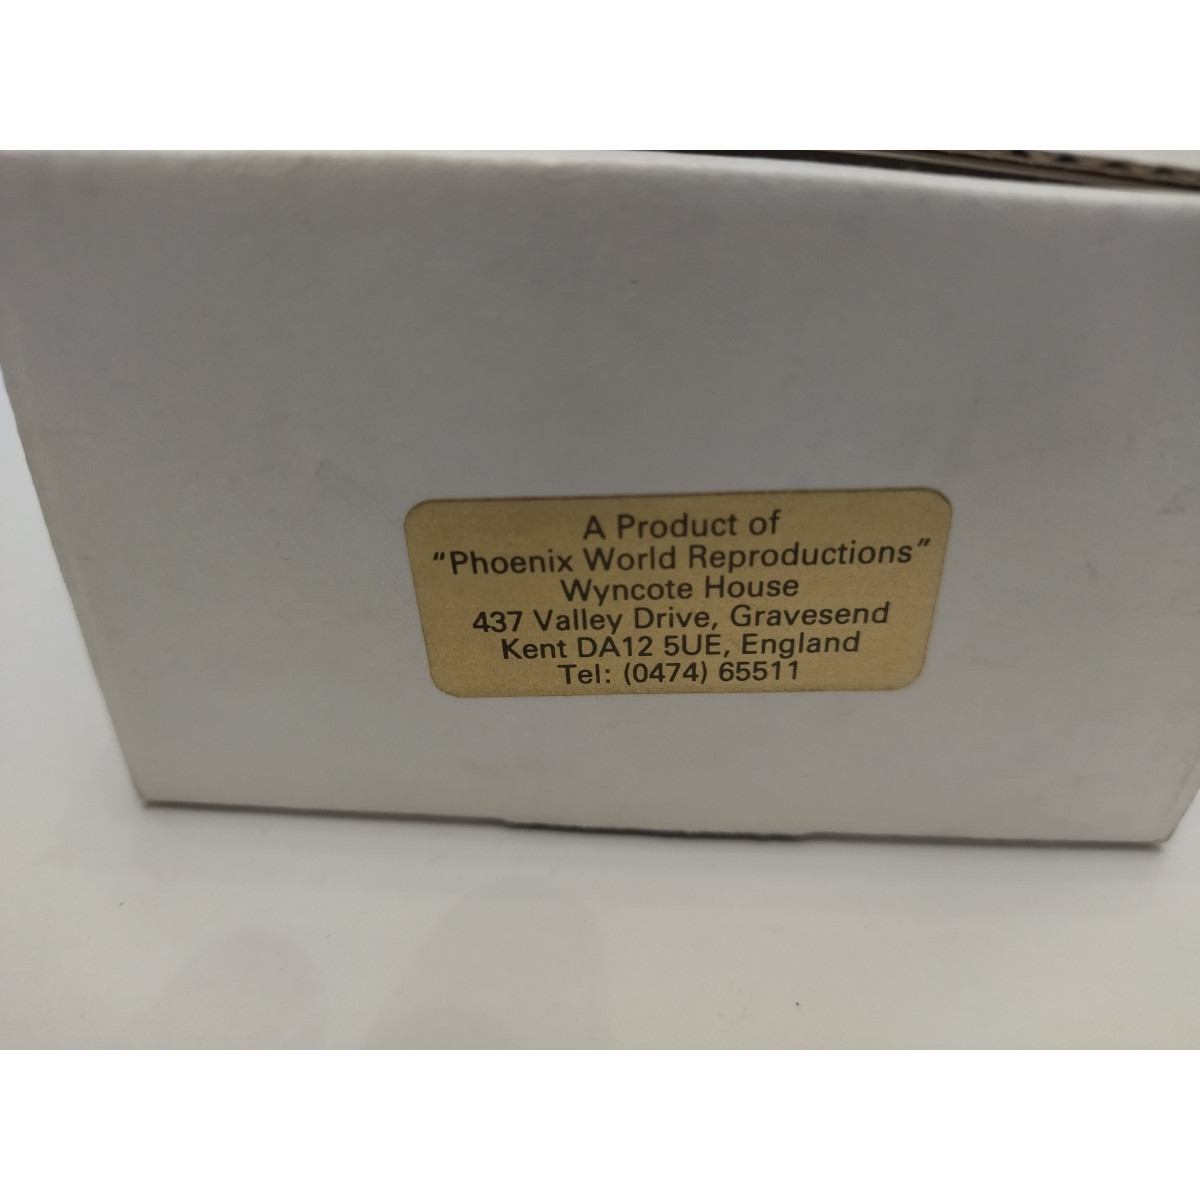 A Product of
"Phoenix World Reproductions"
Wyncote House
437 Valley Drive, Gravesend
Kent DA12 5UE, England
Tel: (0474) 65511